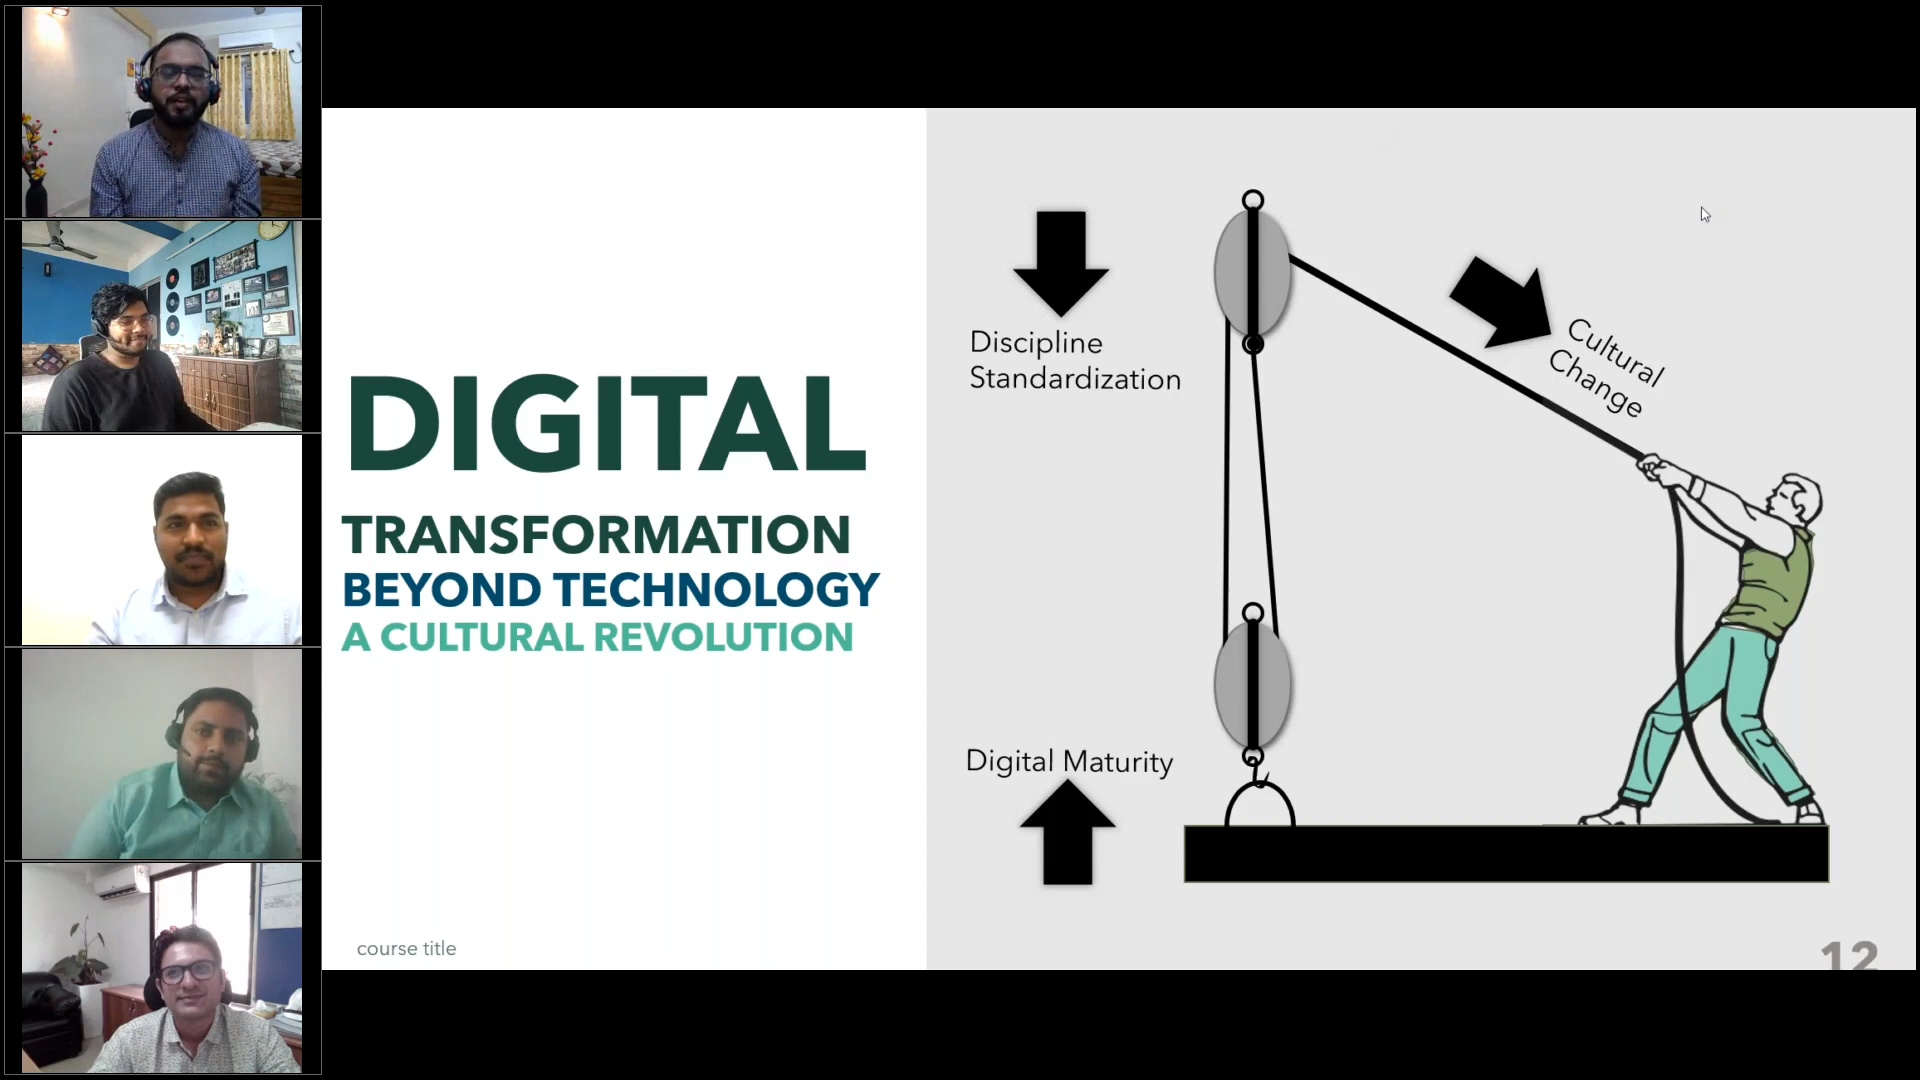 DIGITAL
TRANSFORMATION
BEYOND TECHNOLOGY
A CULTURAL REVOLUTION
course title
Discipline
Standardization
Cultural
Change
Digital Maturity
12